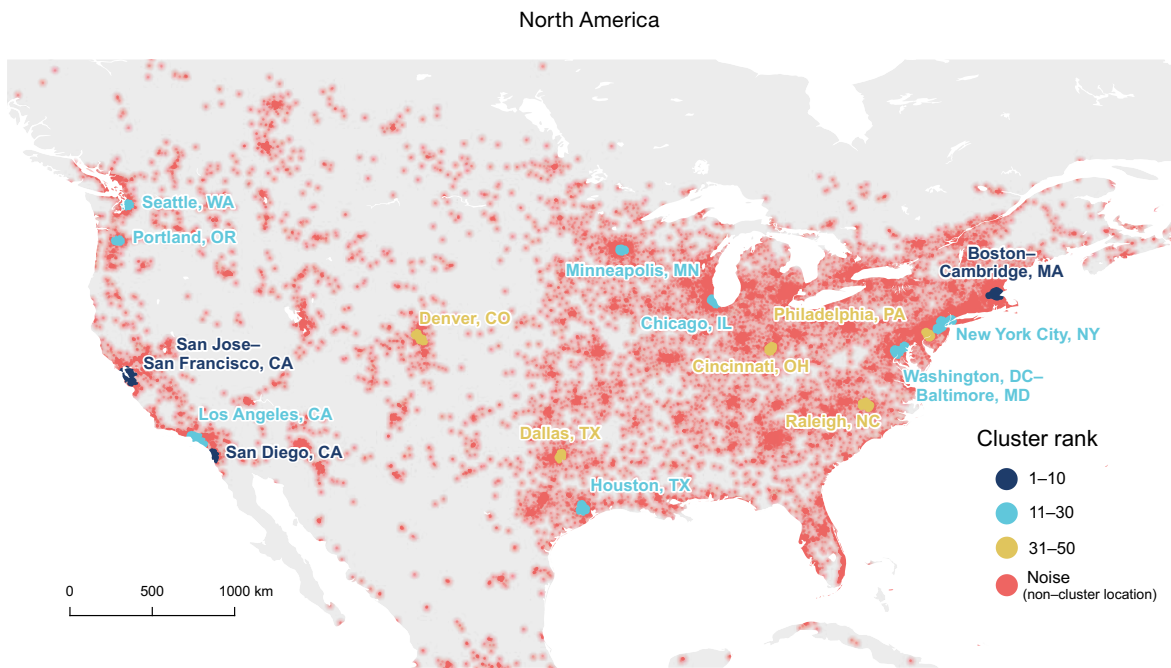 North America
Seattle, WA
Portland, OR
Minneapolis, MN
Boston–
Cambridge, MA
Denver, CO
Chicago, IL
Philadelphia, PA
New York City, NY
San Jose–
San Francisco, CA
Cincinnati, OH
Washington, DC–
Baltimore, MD
Los Angeles, CA
Raleigh, NC
Dallas, TX
San Diego, CA
Houston, TX
Cluster rank
1–10
11–30
31–50
Noise
(non–cluster location)
0 500 1000 km